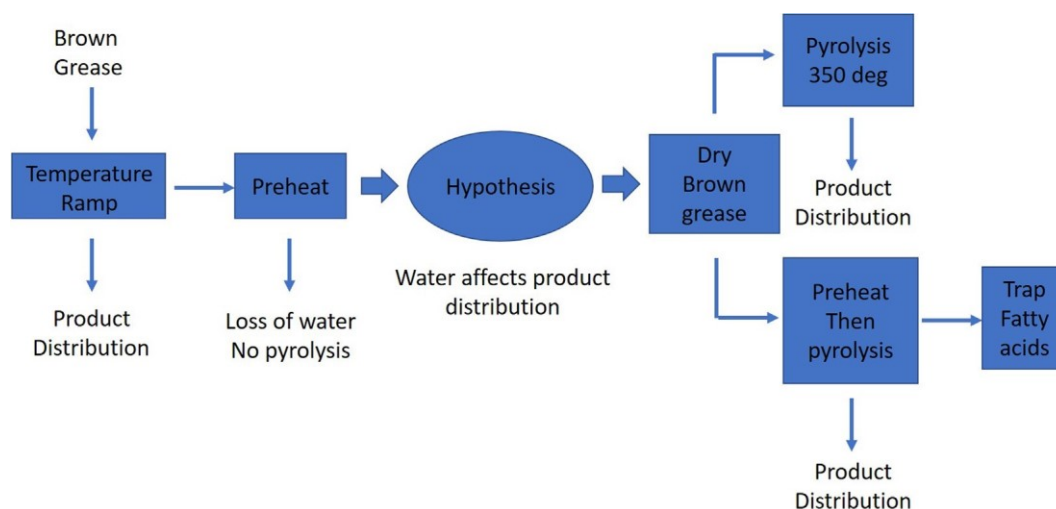 Brown
Grease
Temperature
Ramp
Product
Distribution
Preheat
Loss of water
No pyrolysis
Hypothesis
Water affects product
distribution
Dry
Brown
grease
Pyrolysis
350 deg
Product
Distribution
Preheat
Then
pyrolysis
Product
Distribution
Trap
Fatty
acids